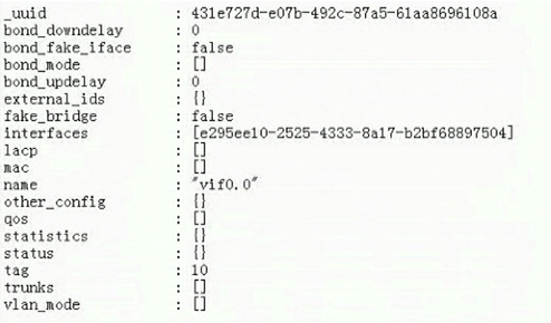 _uuid : 431e727d-e07b-492c-87a5-61aa8696108a
bond_downdelay : 0
bond_fake_iface : false
bond_mode : []
bond_updelay : 0
external_ids : {}
fake_bridge : false
interfaces : [e295ee10-2525-4333-8a17-b2bf68897504]
lacp : []
mac : []
name : "vif0.0"
other_config : {}
qos : []
statistics : {}
status : {}
tag : 10
trunks : []
vlan_mode : []